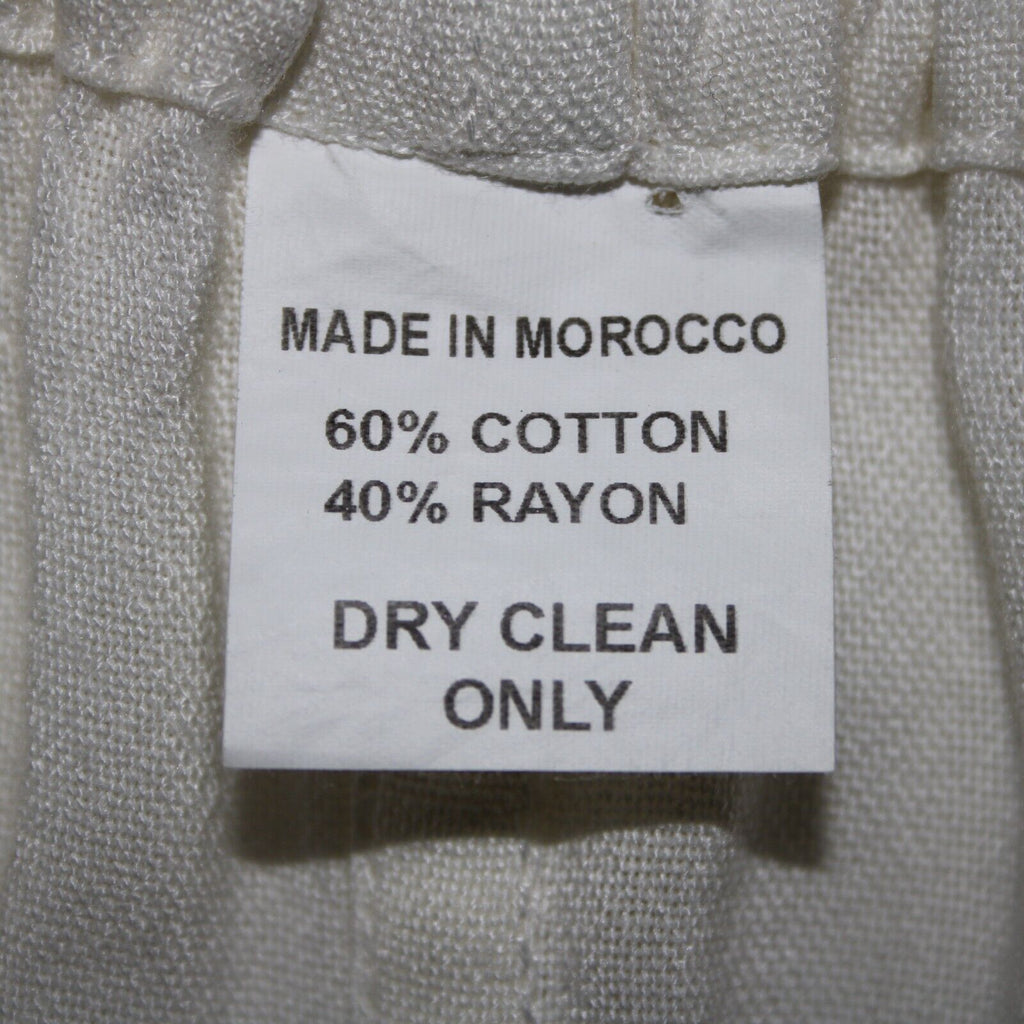 MADE IN MOROCCO
60% COTTON
40% RAYON
DRY CLEAN
ONLY